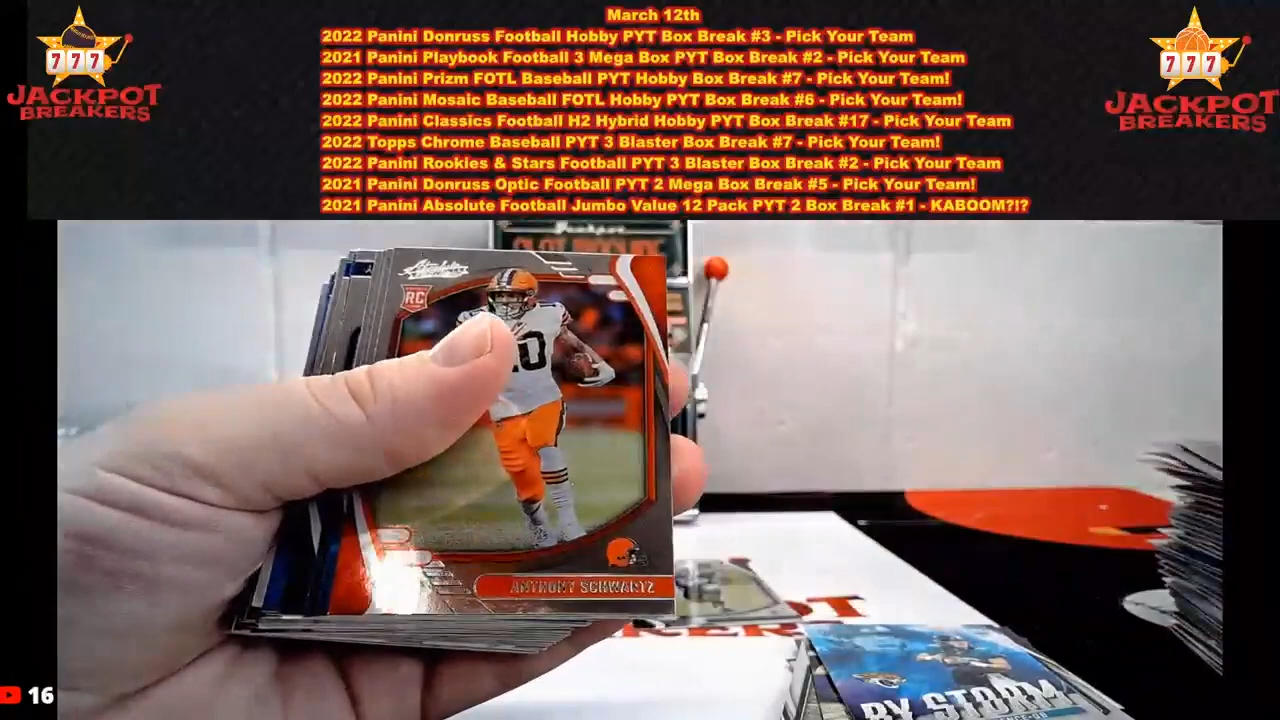 March 12th
2022 Panini Donruss Football Hobby PYT Box Break #3 - Pick Your Team
2021 Panini Playbook Football 3 Mega Box PYT Box Break #2 - Pick Your Team
2022 Panini Prizm FOTL Baseball PYT Hobby Box Break #7 - Pick Your Team!
2022 Panini Mosaic Baseball FOTL Hobby PYT Box Break #6 - Pick Your Team!
2022 Panini Classics Football H2 Hybrid Hobby PYT Box Break #17 - Pick Your Team
2022 Topps Chrome Baseball PYT 3 Blaster Box Break #7 - Pick Your Team!
2022 Panini Rookies & Stars Football PYT 3 Blaster Box Break #2 - Pick Your Team
2021 Panini Donruss Optic Football PYT 2 Mega Box Break #5 - Pick Your Team!
2021 Panini Absolute Football Jumbo Value 12 Pack PYT 2 Box Break #1 - KABOOM?!?
777
JACKPOT
BREAKERS
777
JACKPOT
BREAKERS
Absolute
RC
10
ANTHONY SCHWARTZ
BY STORM
16